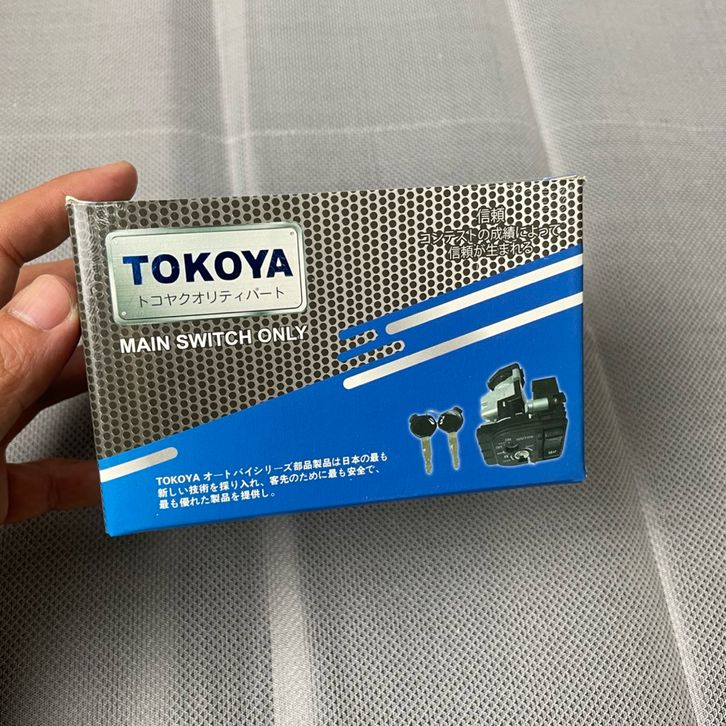 TOKOYA
トコヤクオリティパート
MAIN SWITCH ONLY
信頼
コンテストの成績によって
信頼が生まれる
TOKOYA オートバイシリーズ部品製品は日本の最も
新しい技術を採り入れ、客先のために最も安全で、
最も優れた製品を提供し。
ON
IGNITION
SEAT